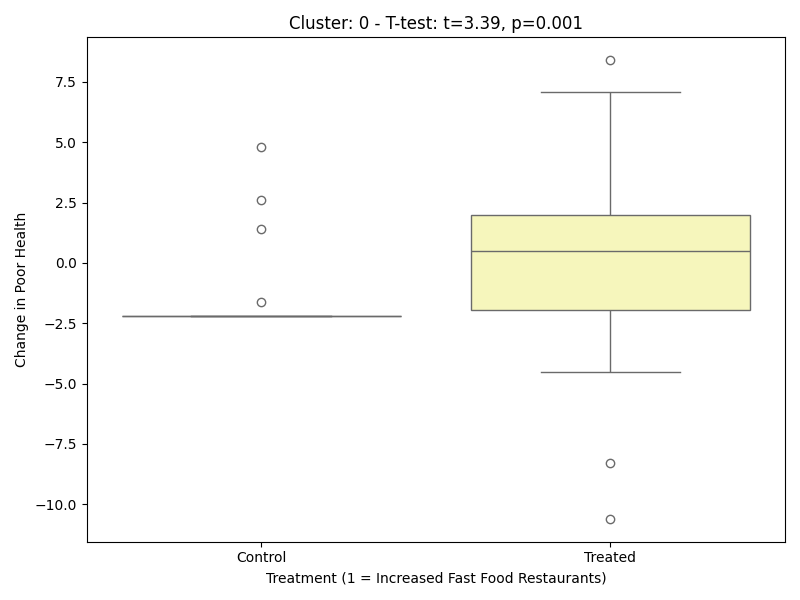 Cluster: 0 - T-test: t=3.39, p=0.001
Change in Poor Health
7.5
5.0
2.5
0.0
−2.5
−5.0
−7.5
−10.0
Control
Treated
Treatment (1 = Increased Fast Food Restaurants)